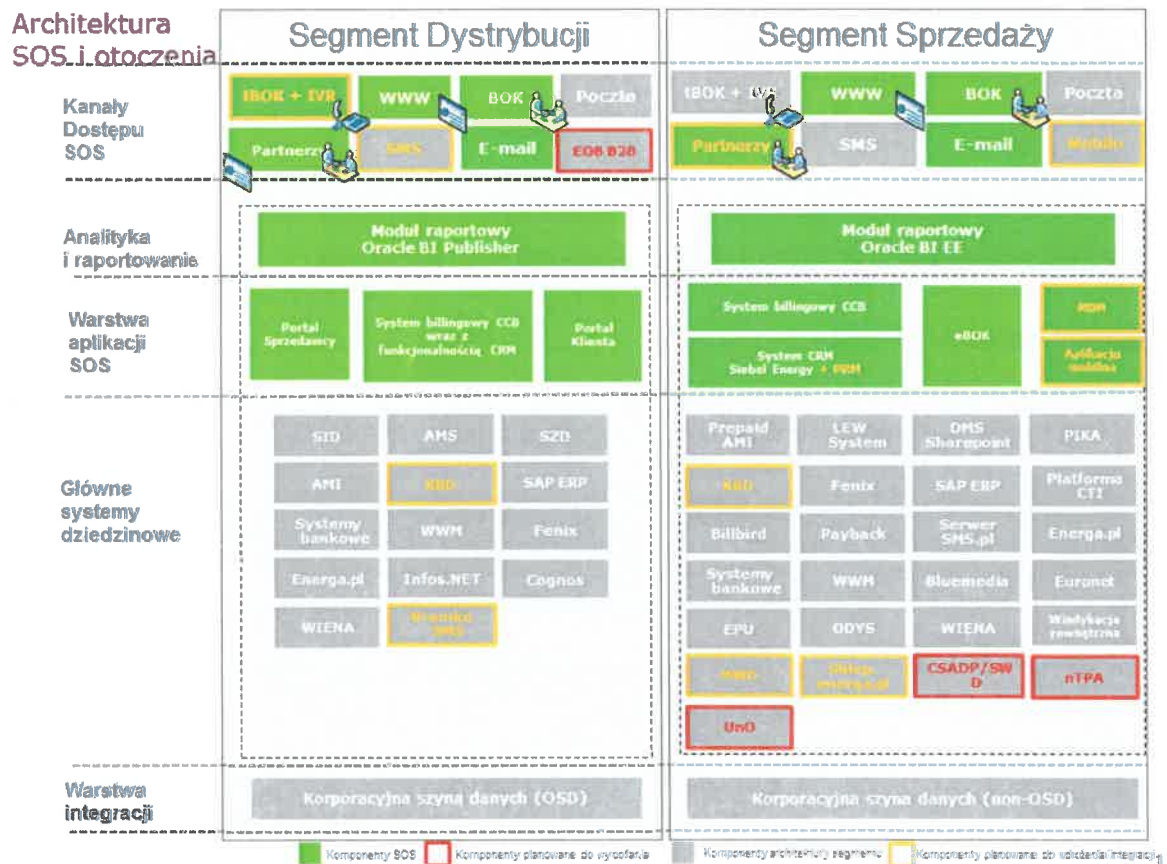 Architektura
SOS i otoczenia
Segment Dystrybucji
Segment Sprzedaży
Kanały
Dostępu
SOS
IBOK + IVR
WWW
BOK
Poczta
Partnerzy
SMS
E-mail
EOB B2B
IBOK + IVR
WWW
BOK
Poczta
Partnerzy
SMS
E-mail
Mobile
Analityka
i raportowanie
Moduł raportowy
Oracle BI Publisher
Moduł raportowy
Oracle BI EE
Warstwa
aplikacji
SOS
Portal
Sprzedawcy
System billingowy CCB
wraz z
funkcjonalnością CRM
Portal
Klienta
System billingowy CCB
System CRM
Siebel Energy + PRM
eBOK
MDM
Aplikacja
mobilna
Główne
systemy
dziedzinowe
SID
AMS
SZD
AMI
KBD
SAP ERP
Systemy
bankowe
WWM
Fenix
Energa.pl
Infos.NET
Cognos
WIENA
Bramka
SMS
Prepaid
AMI
LEW
System
DMS
Sharepoint
PIKA
KBD
Fenix
SAP ERP
Platforma
CTI
Billbird
Payback
Serwer
SMS.pl
Energa.pl
Systemy
bankowe
WWM
Bluemedia
Euronet
EPU
ODYS
WIENA
Windykacja
zewnętrzna
Sklep
energa.pl
CSADP/SW
D
nTPA
UnO
Warstwa
integracji
Korporacyjna szyna danych (OSD)
Korporacyjna szyna danych (non-OSD)
Komponenty SOS
Komponenty planowane do wycofania
Komponenty architektury segmentu
Komponenty planowane do wdrożenia/integracji